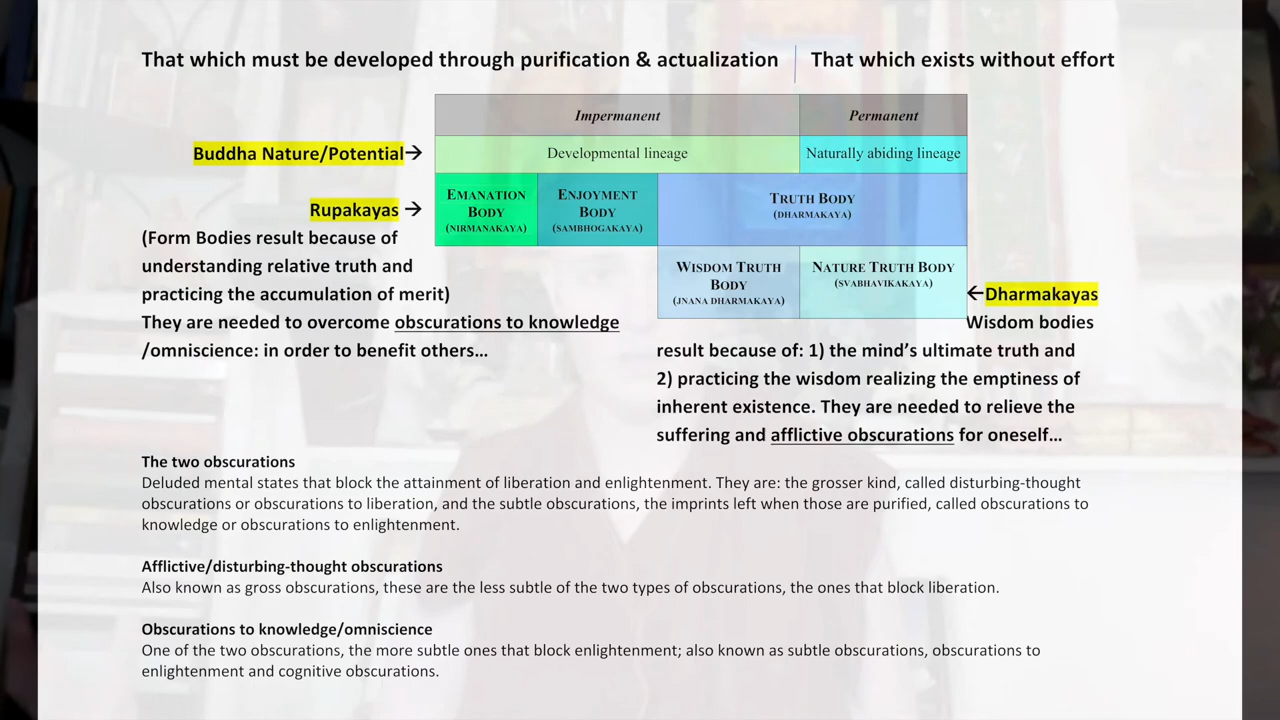 That which must be developed through purification & actualization
That which exists without effort
Impermanent
Permanent
Buddha Nature/Potential→
Developmental lineage
Naturally abiding lineage
Rupakayas →
EMANATION
BODY
(NIRMANAKAYA)
ENJOYMENT
BODY
(SAMBHOGAKAYA)
TRUTH BODY
(DHARMAKAYA)
(Form Bodies result because of
understanding relative truth and
practicing the accumulation of merit)
They are needed to overcome obscurations to knowledge
/omniscience: in order to benefit others…
WISDOM TRUTH
BODY
(JNANA DHARMAKAYA)
NATURE TRUTH BODY
(SVABHAVIKAKAYA)
←Dharmakayas
Wisdom bodies
result because of: 1) the mind’s ultimate truth and
2) practicing the wisdom realizing the emptiness of
inherent existence. They are needed to relieve the
suffering and afflictive obscurations for oneself…
The two obscurations
Deluded mental states that block the attainment of liberation and enlightenment. They are: the grosser kind, called disturbing-thought
obscurations or obscurations to liberation, and the subtle obscurations, the imprints left when those are purified, called obscurations to
knowledge or obscurations to enlightenment.
Afflictive/disturbing-thought obscurations
Also known as gross obscurations, these are the less subtle of the two types of obscurations, the ones that block liberation.
Obscurations to knowledge/omniscience
One of the two obscurations, the more subtle ones that block enlightenment; also known as subtle obscurations, obscurations to
enlightenment and cognitive obscurations.